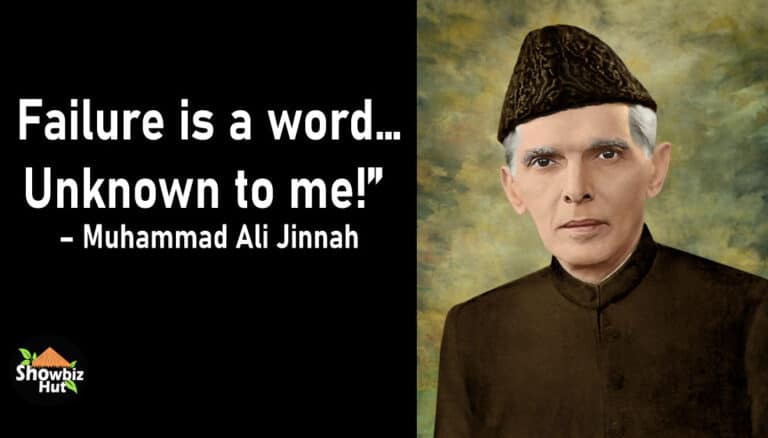 Failure is a word...
Unknown to me!”
– Muhammad Ali Jinnah
Showbiz
Hut